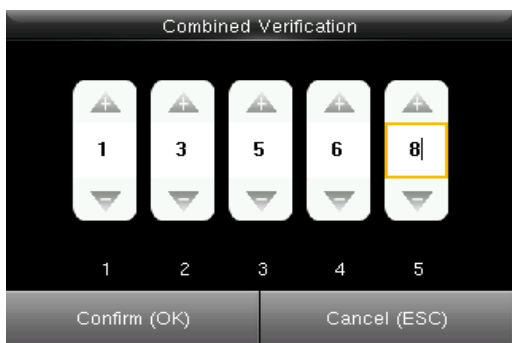 Combined Verification
1 3 5 6 8
1 2 3 4 5
Confirm (OK) Cancel (ESC)